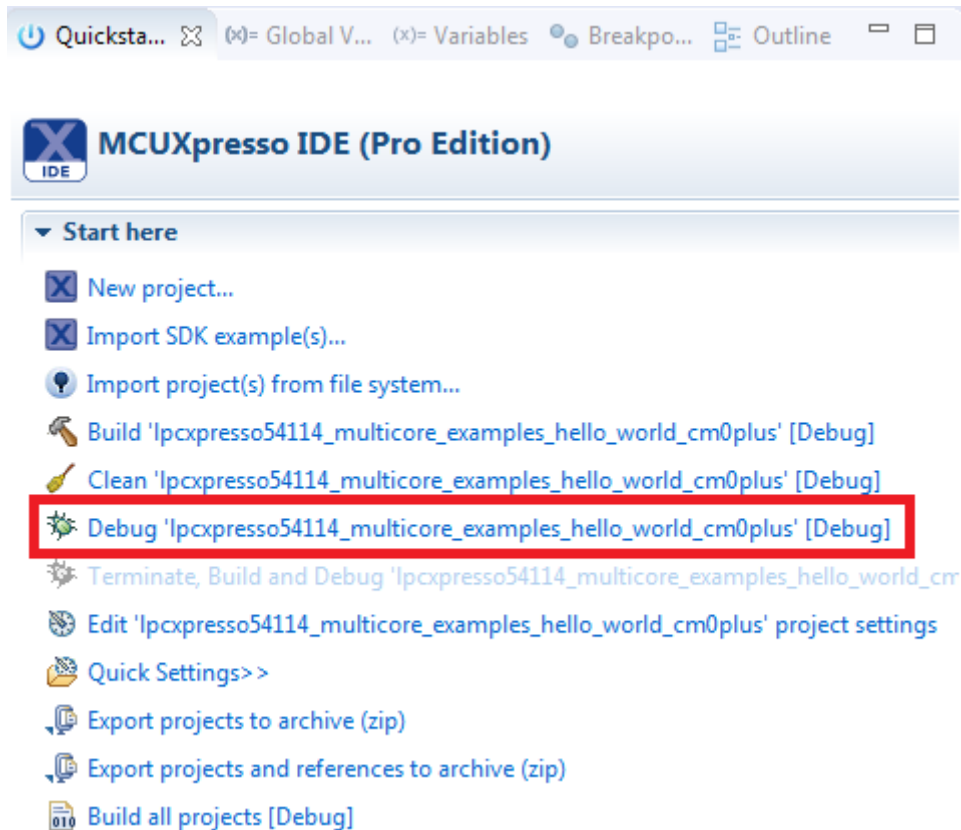 Quicksta... (x)= Global V... (x)= Variables Breakpo... Outline
MCUXpresso IDE (Pro Edition)
IDE
Start here
New project...
Import SDK example(s)...
Import project(s) from file system...
Build 'lpcxpresso54114_multicore_examples_hello_world_cm0plus' [Debug]
Clean 'lpcxpresso54114_multicore_examples_hello_world_cm0plus' [Debug]
Debug 'lpcxpresso54114_multicore_examples_hello_world_cm0plus' [Debug]
Terminate, Build and Debug 'lpcxpresso54114_multicore_examples_hello_world_cm
Edit 'lpcxpresso54114_multicore_examples_hello_world_cm0plus' project settings
Quick Settings>>
Export projects to archive (zip)
Export projects and references to archive (zip)
010 Build all projects [Debug]